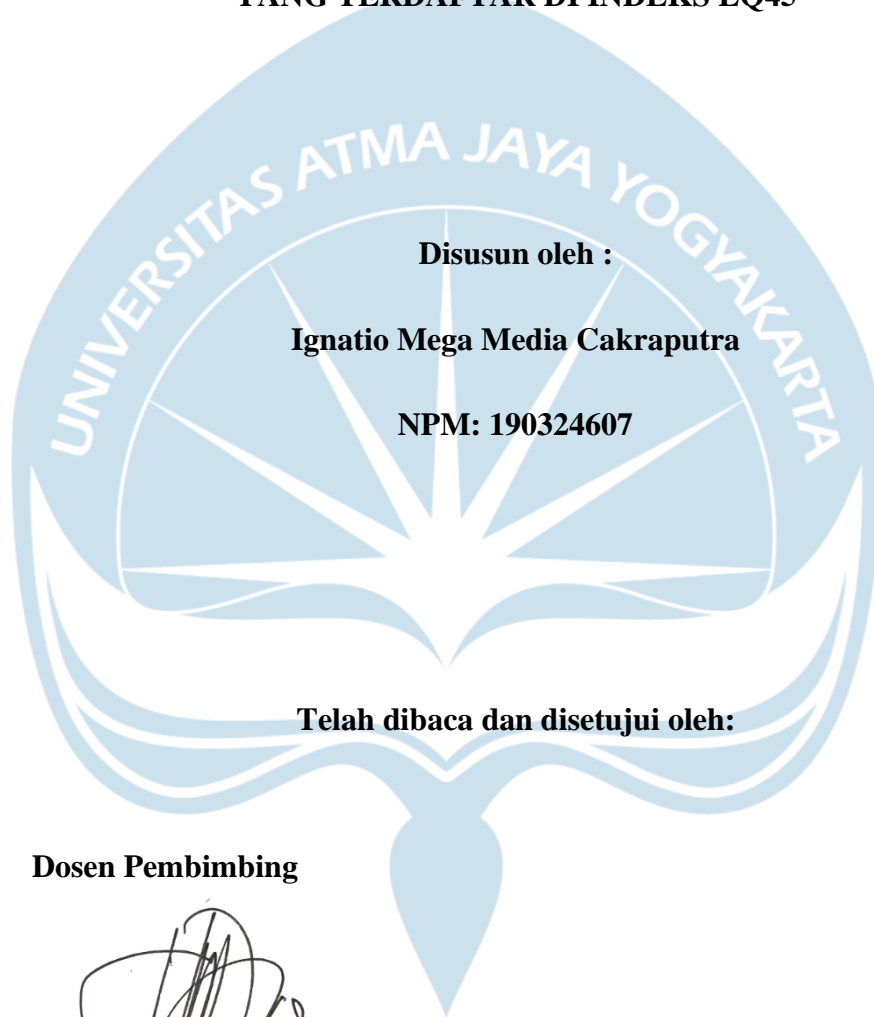 YANG TERDAFTAR DI INDEKS LQ45
UNIVERSITAS ATMA JAYA YOGYAKARTA
Disusun oleh :
Ignatio Mega Media Cakraputra
NPM: 190324607
Telah dibaca dan disetujui oleh:
Dosen Pembimbing